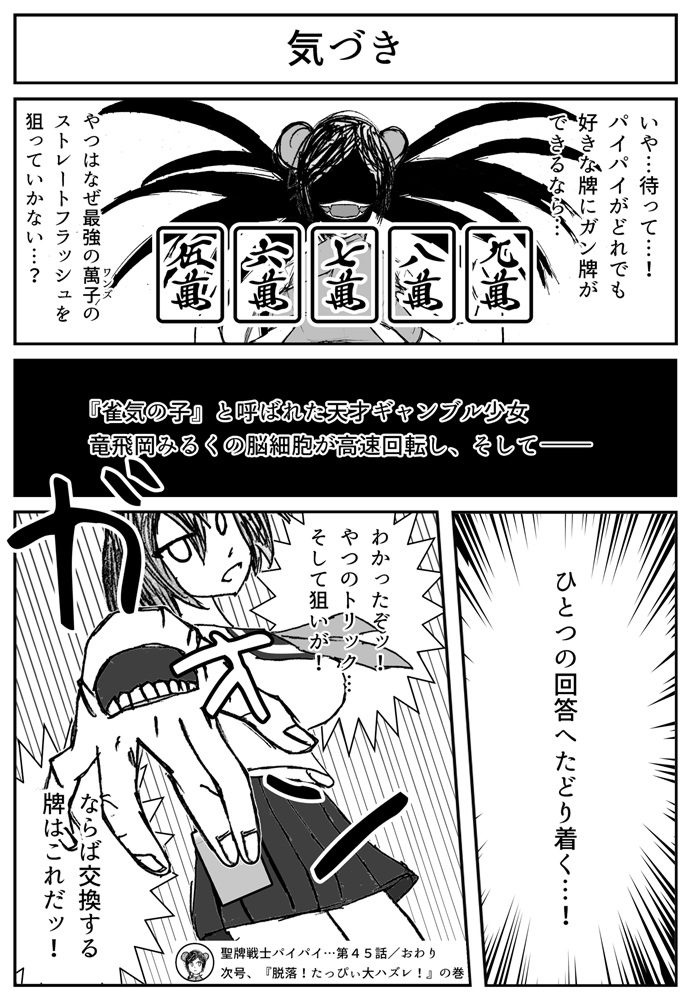 気づき
いや…待って…！
パイパイがどれでも
好きな牌にガン牌が
できるなら…
伍萬
六萬
七萬
八萬
九萬
やつはなぜ最強の萬子の
ワンズ
ストレートフラッシュを
狙っていかない…？
『雀気の子』と呼ばれた天才ギャンブル少女
竜飛岡みるくの脳細胞が高速回転し、そして――
ひとつの回答へたどり着く…！
わかったぞッ！
やつのトリック…
そして狙いが！
ガオーン
ならば交換する
牌はこれだッ！
聖牌戦士パイパイ…第４５話／おわり
次号、『脱落！たっぴぃ大ハズレ！』の巻